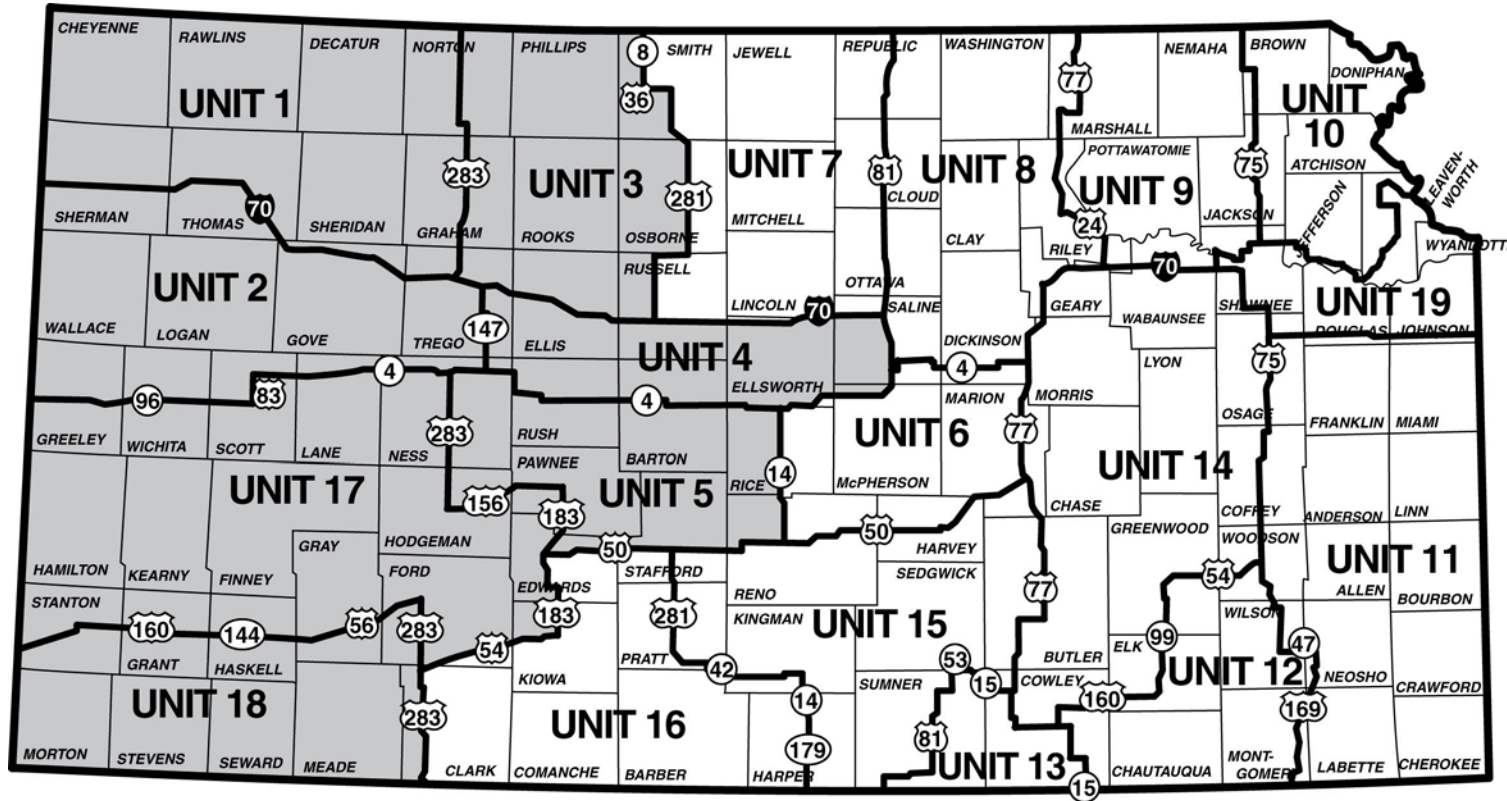 CHEYENNE
RAWLINS
DECATUR
NORTON
PHILLIPS
8
SMITH
JEWELL
REPUBLIC
WASHINGTON
77
NEMAHA
BROWN
DONIPHAN
UNIT 1
36
MARSHALL
UNIT
10
283
UNIT 3
281
UNIT 7
81
CLOUD
UNIT 8
POTTAWATOMIE
UNIT 9
75
ATCHISON
LEAVEN-
WORTH
SHERMAN
THOMAS
70
SHERIDAN
GRAHAM
ROOKS
OSBORNE
MITCHELL
CLAY
RILEY
24
JACKSON
JEFFERSON
WYANDOTT
UNIT 2
RUSSELL
LINCOLN
70
OTTAWA
SALINE
GEARY
70
SHAWNEE
UNIT 19
WALLACE
LOGAN
GOVE
TREGO
147
ELLIS
UNIT 4
ELLSWORTH
DICKINSON
4
WABAUNSEE
LYON
75
DOUGLAS
JOHNSON
96
83
4
4
MARION
MORRIS
OSAGE
FRANKLIN
MIAMI
GREELEY
WICHITA
SCOTT
LANE
283
NESS
RUSH
PAWNEE
BARTON
RICE
14
UNIT 6
McPHERSON
77
UNIT 14
CHASE
UNIT 17
156
183
UNIT 5
50
50
HARVEY
GREENWOOD
COFFEY
WOODSON
ANDERSON
LINN
HAMILTON
KEARNY
FINNEY
GRAY
HODGEMAN
FORD
EDWARDS
STAFFORD
RENO
SEDGWICK
77
54
UNIT 11
ALLEN
BOURBON
STANTON
160
144
56
283
54
183
281
KINGMAN
UNIT 15
WILSON
99
47
GRANT
HASKELL
KIOWA
PRATT
42
14
SUMNER
53
15
BUTLER
COWLEY
ELK
160
UNIT 12
NEOSHO
CRAWFORD
UNIT 18
283
UNIT 16
179
81
UNIT 13
169
MORTON
STEVENS
SEWARD
MEADE
CLARK
COMANCHE
BARBER
HARPER
15
CHAUTAUQUA
MONT-
GOMER
LABETTE
CHEROKEE